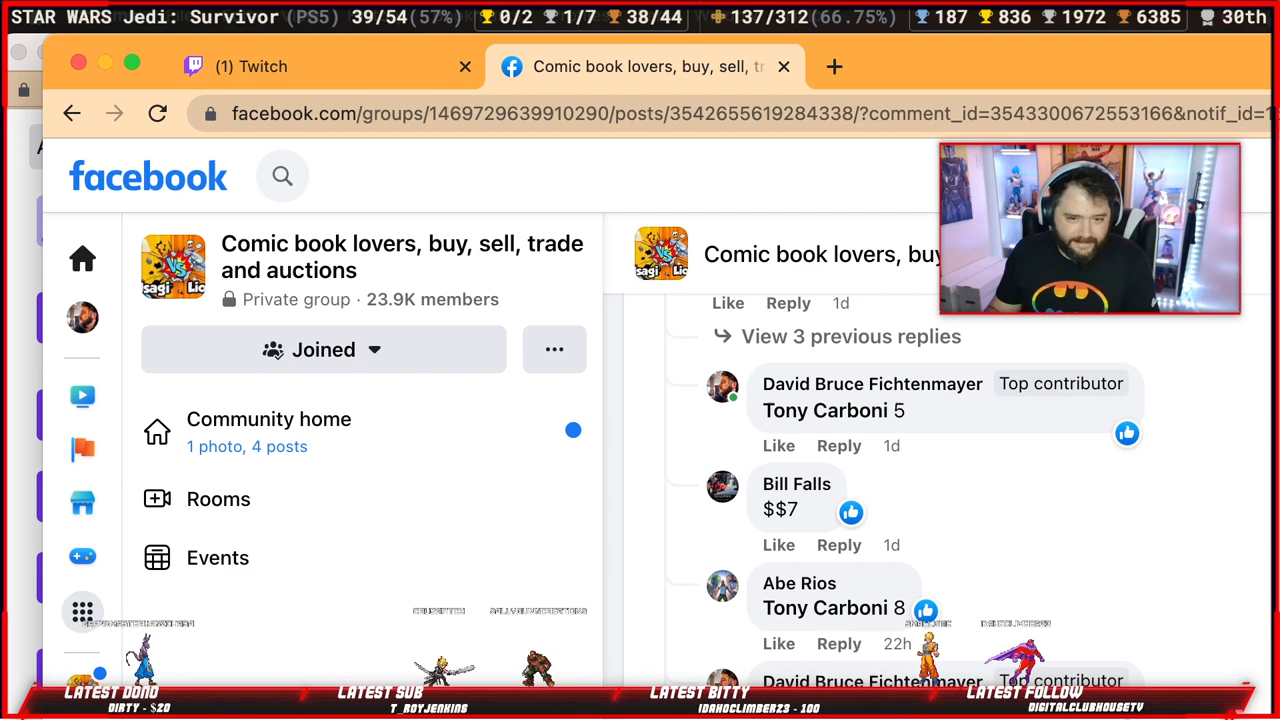 STAR WARS Jedi: Survivor (PS5) 39/54(57%) 0/2 1/7 38/44 137/312(66.75%) 187 836 1972 6385 30th
(1) Twitch
Comic book lovers, buy, sell, tr
facebook.com/groups/1469729639910290/posts/3542655619284338/?comment_id=3543300672553166&notif_id=1
facebook
Comic book lovers, buy, sell, trade
and auctions
Private group · 23.9K members
Joined
Community home
1 photo, 4 posts
Rooms
Events
Comic book lovers, buy
Like Reply 1d
View 3 previous replies
David Bruce Fichtenmayer Top contributor
Tony Carboni 5
Like Reply 1d
Bill Falls
$$7
Like Reply 1d
Abe Rios
Tony Carboni 8
Like Reply 22h
David Bruce Fichtenmayer Top contributor
LATEST DONO
DIRTY - $20
LATEST SUB
T_ROYJENKINS
LATEST BITTY
IDAHOCLIMBER23 - 100
LATEST FOLLOW
DIGITALCLUBHOUSETV